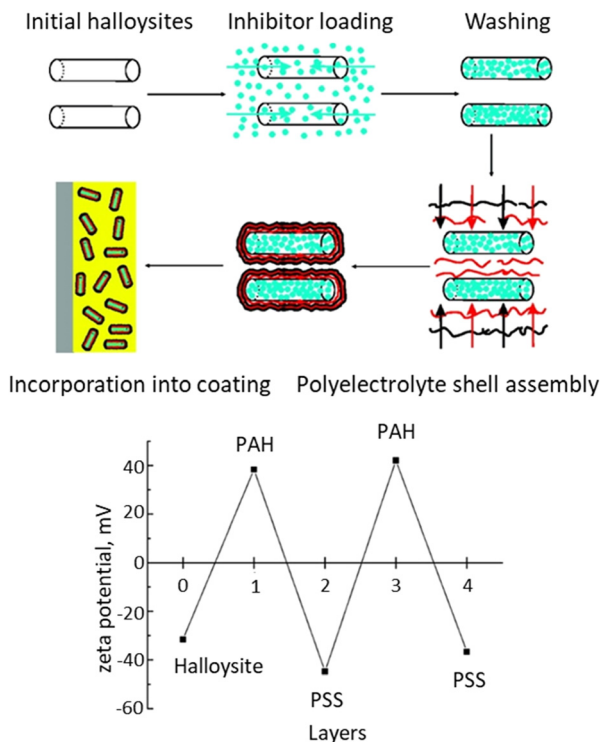 Initial halloysites
Inhibitor loading
Washing
Incorporation into coating
Polyelectrolyte shell assembly
zeta potential, mV
40
20
0
-20
-40
-60
0
1
2
3
4
Halloysite
PAH
PSS
PAH
PSS
Layers